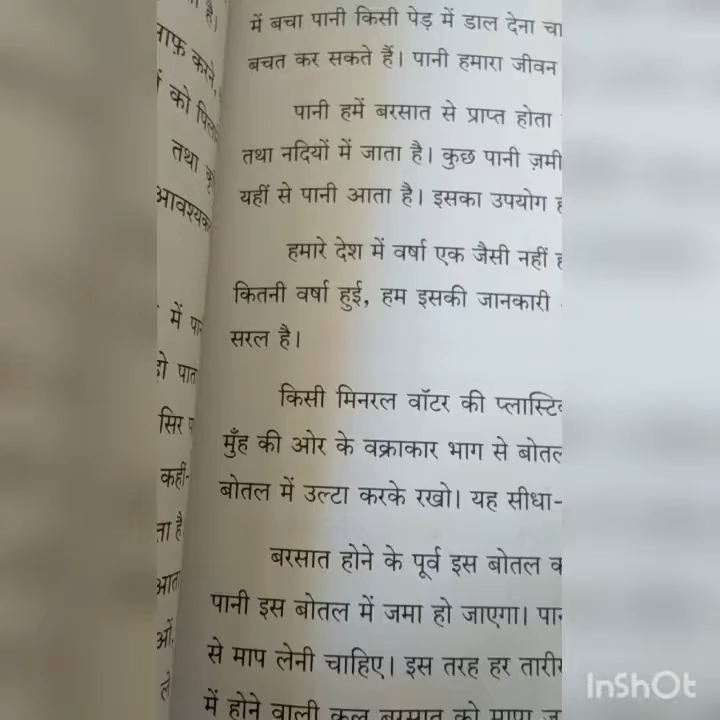 में बचा पानी किसी पेड़ में डाल देना
बचत कर सकते हैं। पानी हमारा जीवन
पानी हमें बरसात से प्राप्त होता
तथा नदियों में जाता है। कुछ पानी
यहीं से पानी आता है। इसका उपयोग
हमारे देश में वर्षा एक जैसी नहीं
कितनी वर्षा हुई, हम इसकी जानकारी
सरल है।
किसी मिनरल वॉटर की
मुँह की ओर के वक्राकार भाग से
बोतल में उल्टा करके रखो। यह सीधा-
बरसात होने के पूर्व इस बोतल
पानी इस बोतल में जमा हो जाएगा।
से माप लेनी चाहिए। इस तरह हर
में होने वाली कुल बरसात को
InShOt